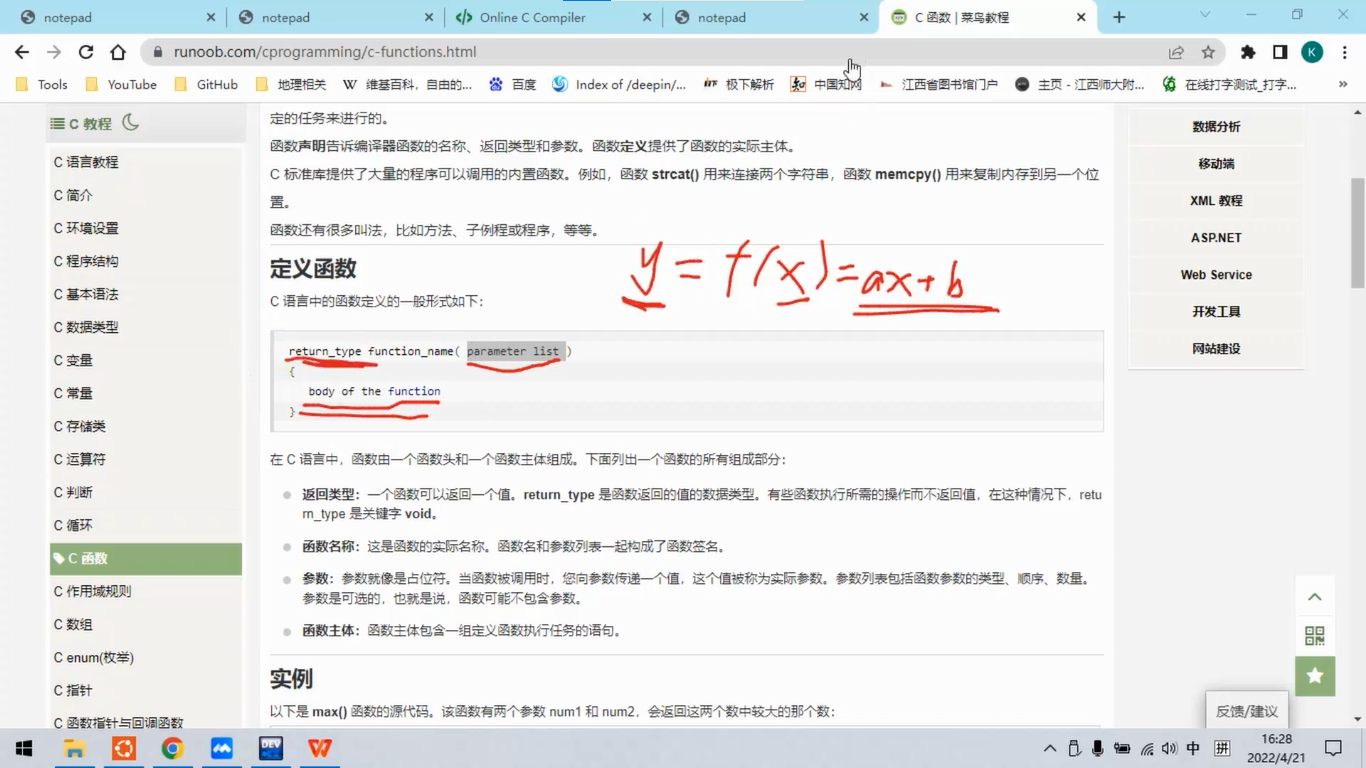 notepad
notepad
Online C Compiler
notepad
C 函数 | 菜鸟教程
runoob.com/cprogramming/c-functions.html
K
Tools
YouTube
GitHub
地理相关
W 维基百科，自由的...
百度
Index of /deepin/...
极下解析
中国知网
江西省图书馆门户
主页 - 江西师大附...
在线打字测试_打字...
»
C 教程
C 语言教程
C 简介
C 环境设置
C 程序结构
C 基本语法
C 数据类型
C 变量
C 常量
C 存储类
C 运算符
C 判断
C 循环
C 函数
C 作用域规则
C 数组
C enum(枚举)
C 指针
C 函数指针与回调函数
定的任务来进行的。
函数声明告诉编译器函数的名称、返回类型和参数。函数定义提供了函数的实际主体。
C 标准库提供了大量的程序可以调用的内置函数。例如，函数 strcat() 用来连接两个字符串，函数 memcpy() 用来复制内存到另一个位
置。
函数还有很多叫法，比如方法、子例程或程序，等等。
y = f(x) = ax+b
定义函数
C 语言中的函数定义的一般形式如下：
return_type function_name( parameter list )
{
body of the function
}
在 C 语言中，函数由一个函数头和一个函数主体组成。下面列出一个函数的所有组成部分：
返回类型：一个函数可以返回一个值。return_type 是函数返回的值的数据类型。有些函数执行所需的操作而不返回值，在这种情况下，retu
rn_type 是关键字 void。
函数名称：这是函数的实际名称。函数名和参数列表一起构成了函数签名。
参数：参数就像是占位符。当函数被调用时，您向参数传递一个值，这个值被称为实际参数。参数列表包括函数参数的类型、顺序、数量。
参数是可选的，也就是说，函数可能不包含参数。
函数主体：函数主体包含一组定义函数执行任务的语句。
实例
以下是 max() 函数的源代码。该函数有两个参数 num1 和 num2，会返回这两个数中较大的那个数：
数据分析
移动端
XML 教程
ASP.NET
Web Service
开发工具
网站建设
反馈/建议
DEV
中
拼
16:28
2022/4/21